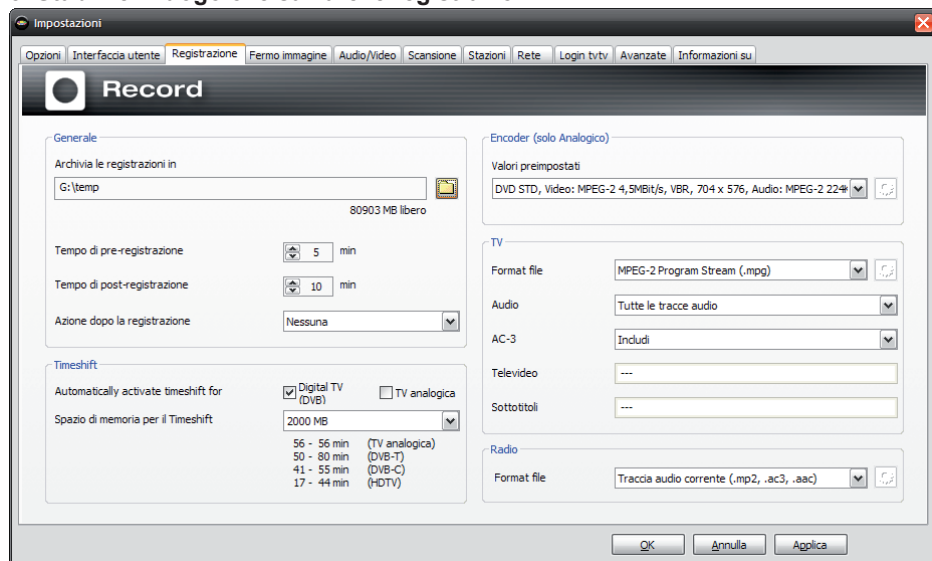 Impostazioni
Opzioni Interfaccia utente Registrazione Fermo immagine Audio/Video Scansione Stazioni Rete Login tvtv Avanzate Informazioni su
Record
Generale
Archivia le registrazioni in
G:\temp
80903 MB libero
Tempo di pre-registrazione 5 min
Tempo di post-registrazione 10 min
Azione dopo la registrazione Nessuna
Timeshift
Automatically activate timeshift for Digital TV (DVB) TV analogica
Spazio di memoria per il Timeshift 2000 MB
56 - 56 min (TV analogica)
50 - 80 min (DVB-T)
41 - 55 min (DVB-C)
17 - 44 min (HDTV)
Encoder (solo Analogico)
Valori preimpostati
DVD STD, Video: MPEG-2 4,5MBit/s, VBR, 704 x 576, Audio: MPEG-2 224
TV
Format file MPEG-2 Program Stream (.mpg)
Audio Tutte le tracce audio
AC-3 Includi
Televideo ---
Sottotitoli ---
Radio
Format file Traccia audio corrente (.mp2, .ac3, .aac)
OK Annulla Applica